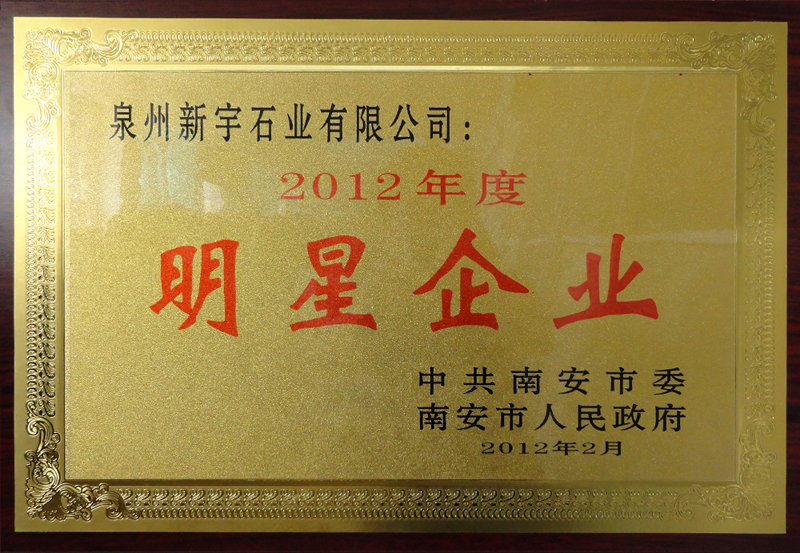 泉州新宇石业有限公司：
2012年度
明星企业
中共南安市委
南安市人民政府
2012年2月